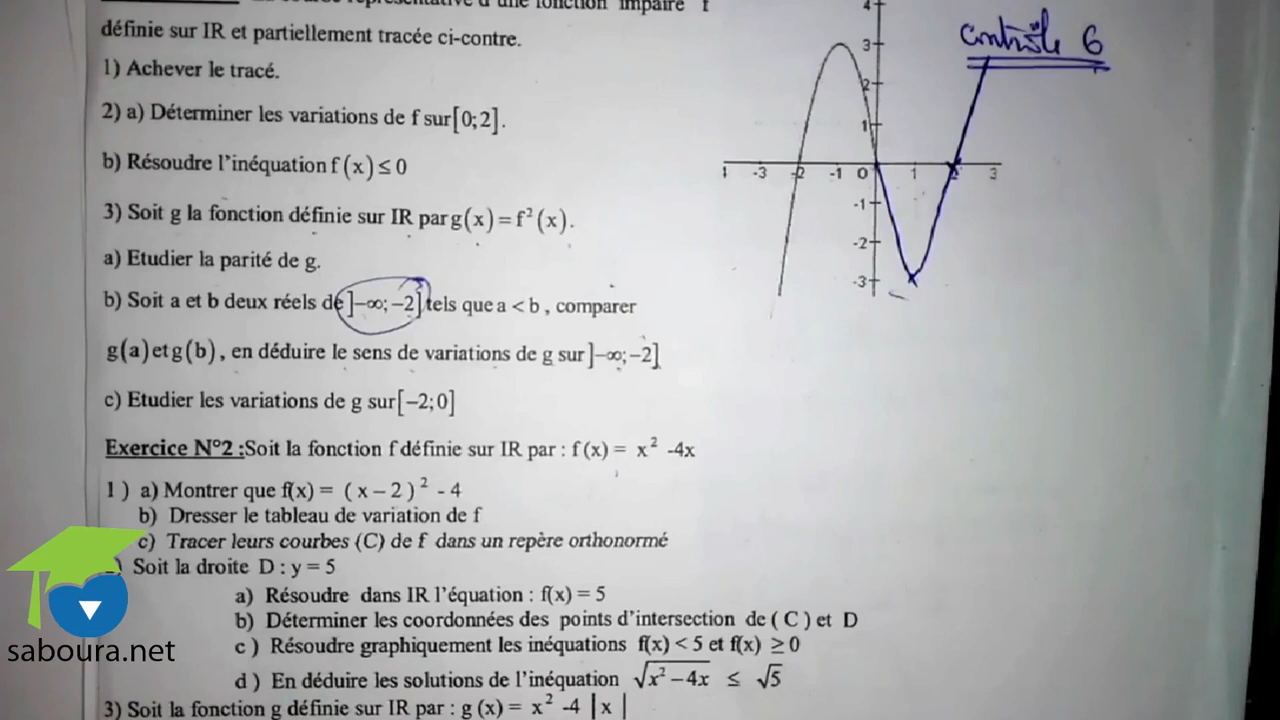 définie sur IR et partiellement tracée ci-contre.
1) Achever le tracé.
2) a) Déterminer les variations de f sur[0;2].
b) Résoudre l'inéquation f(x) ≤ 0
3) Soit g la fonction définie sur IR par g(x) = f²(x).
a) Etudier la parité de g.
b) Soit a et b deux réels de ]−∞;−2] tels que a < b , comparer
g(a) et g(b), en déduire le sens de variations de g sur ]−∞;−2]
c) Etudier les variations de g sur[−2;0]
contrôle 6
4
3
2
1
-3 -2 -1 0 1 2 3
-1
-2
-3
Exercice N°2 :Soit la fonction f définie sur IR par : f (x) = x² -4x
1 ) a) Montrer que f(x) = ( x – 2 )² - 4
b) Dresser le tableau de variation de f
c) Tracer leurs courbes (C) de f dans un repère orthonormé
) Soit la droite D : y = 5
a) Résoudre dans IR l'équation : f(x) = 5
b) Déterminer les coordonnées des points d'intersection de ( C ) et D
c ) Résoudre graphiquement les inéquations f(x) < 5 et f(x) ≥ 0
d ) En déduire les solutions de l'inéquation √x² – 4x ≤ √5
3) Soit la fonction g définie sur IR par : g (x) = x² -4 | x |
saboura.net